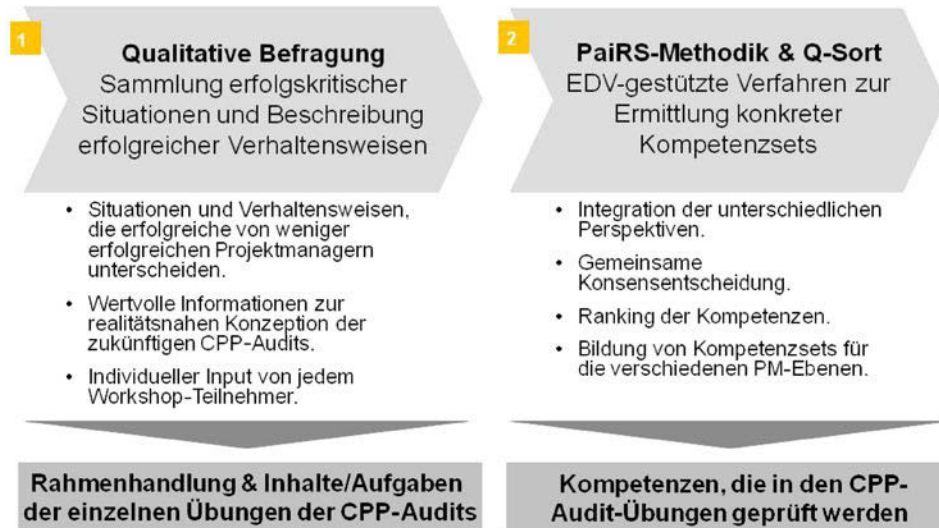 1
Qualitative Befragung
Sammlung erfolgskritischer
Situationen und Beschreibung
erfolgreicher Verhaltensweisen
• Situationen und Verhaltensweisen,
die erfolgreiche von weniger
erfolgreichen Projektmanagern
unterscheiden.
• Wertvolle Informationen zur
realitätsnahen Konzeption der
zukünftigen CPP-Audits.
• Individueller Input von jedem
Workshop-Teilnehmer.
Rahmenhandlung & Inhalte/Aufgaben
der einzelnen Übungen der CPP-Audits
2
PaiRS-Methodik & Q-Sort
EDV-gestützte Verfahren zur
Ermittlung konkreter
Kompetenzsets
• Integration der unterschiedlichen
Perspektiven.
• Gemeinsame
Konsensentscheidung.
• Ranking der Kompetenzen.
• Bildung von Kompetenzsets für
die verschiedenen PM-Ebenen.
Kompetenzen, die in den CPP-
Audit-Übungen geprüft werden